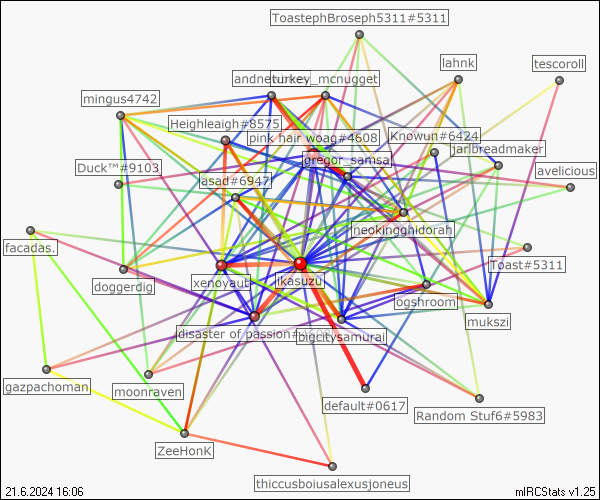 ToastephBroseph5311#5311
lahnk
tescoroll
turkey_mcnugget
mingus4742
Heighleaigh#8575
pink hair woag#4608
Knowun#6424
jarlbreadmaker
gregor_samsa
Duck™#9103
avelicious
lasad#6947
neokingghidorah
facadas.
Toast#5311
doggerdig
xenoyaut
ikasuzu
ogshroom
mukszi
disaster of passion
bigcitysamurai
gazpachoman
moonraven
default#0617
Random Stuf6#5983
ZeeHonK
thiccusboiusalexusjoneus
21.6.2024 16:06
mIRCStats v1.25